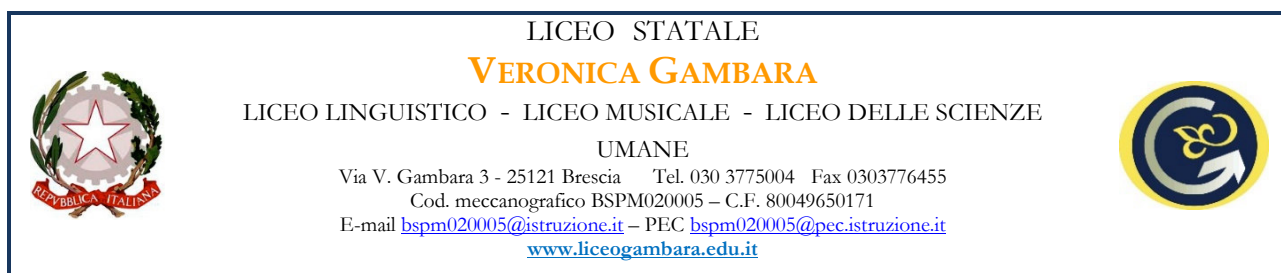 LICEO STATALE
VERONICA GAMBARA
LICEO LINGUISTICO - LICEO MUSICALE - LICEO DELLE SCIENZE
UMANE
Via V. Gambara 3 - 25121 Brescia Tel. 030 3775004 Fax 0303776455
Cod. meccanografico BSPM020005 – C.F. 80049650171
E-mail bspm020005@istruzione.it – PEC bspm020005@pec.istruzione.it
www.liceogambara.edu.it
REPVBBLICA ITALIANA